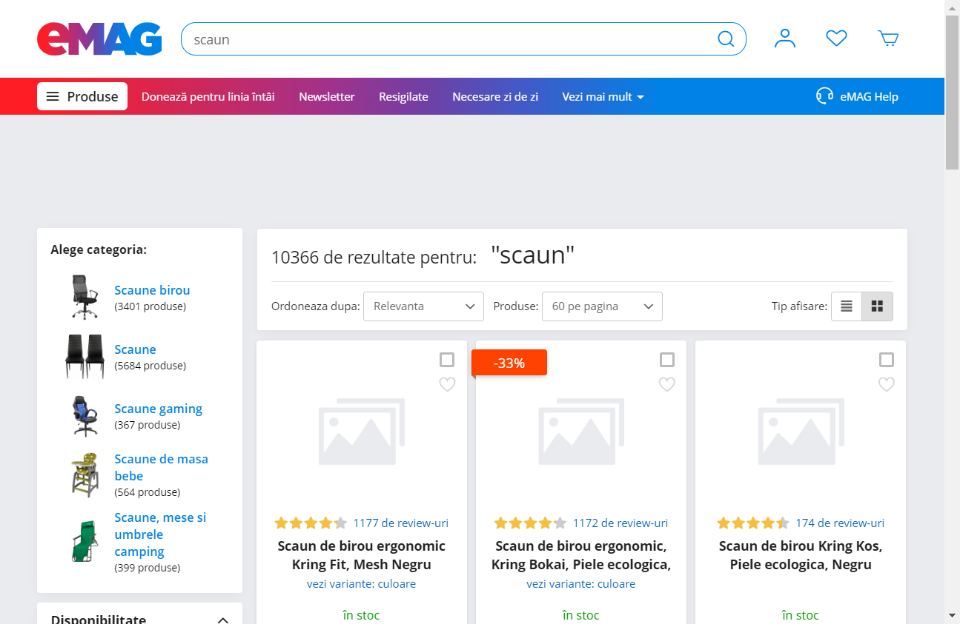 eMAG
scaun
Produse
Donează pentru linia întâi
Newsletter
Resigilate
Necesare zi de zi
Vezi mai mult
eMAG Help
Alege categoria:
Scaune birou
(3401 produse)
Scaune
(5684 produse)
Scaune gaming
(367 produse)
Scaune de masa
bebe
(564 produse)
Scaune, mese si
umbrele
camping
(399 produse)
Disponibilitate
10366 de rezultate pentru: "scaun"
Ordoneaza dupa: Relevanta
Produse: 60 pe pagina
Tip afisare:
1177 de review-uri
Scaun de birou ergonomic
Kring Fit, Mesh Negru
vezi variante: culoare
în stoc
-33%
1172 de review-uri
Scaun de birou ergonomic,
Kring Bokai, Piele ecologica,
vezi variante: culoare
în stoc
174 de review-uri
Scaun de birou Kring Kos,
Piele ecologica, Negru
în stoc